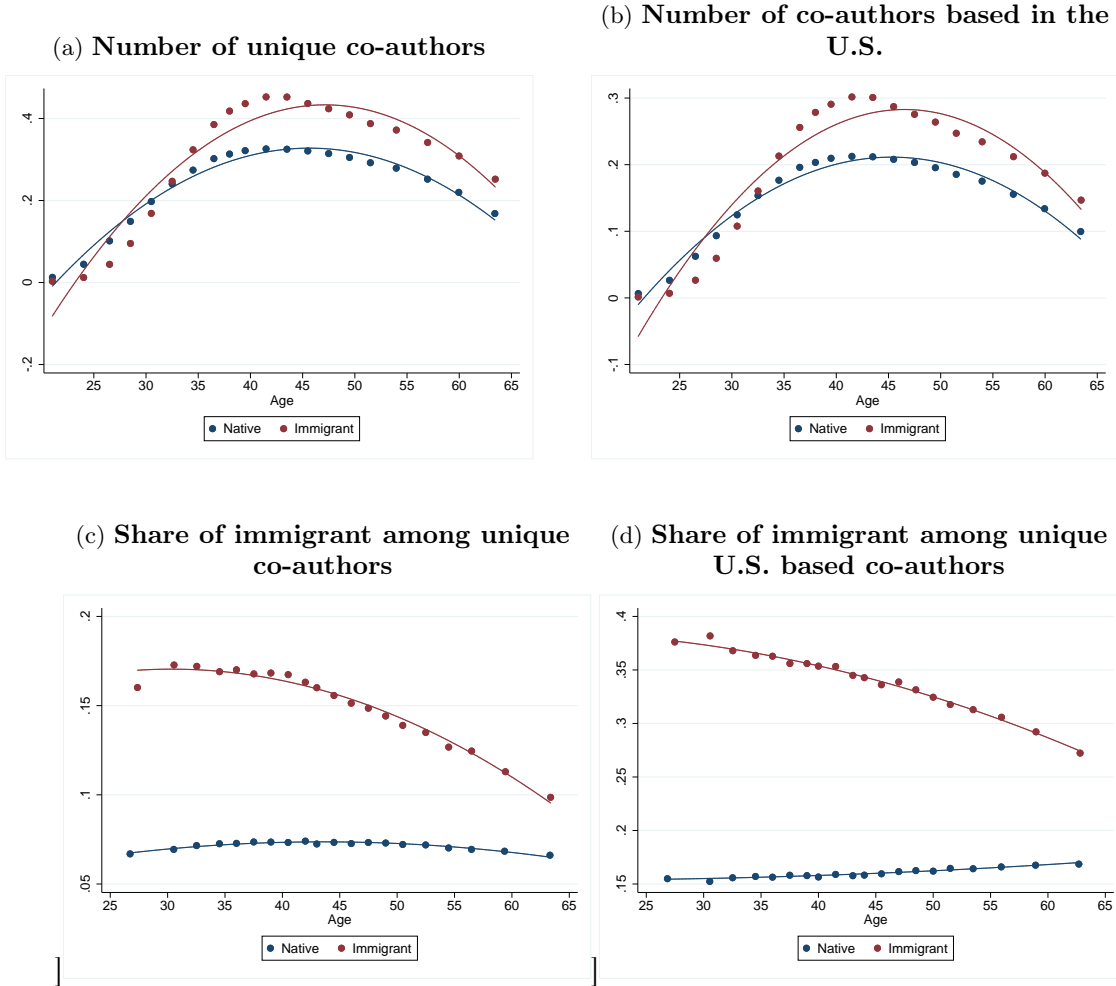 (a) Number of unique co-authors
.4
.2
0
-.2
25 30 35 40 45 50 55 60 65
Age
Native Immigrant
(b) Number of co-authors based in the
U.S.
.3
.2
.1
0
-.1
25 30 35 40 45 50 55 60 65
Age
Native Immigrant
(c) Share of immigrant among unique
co-authors
.2
.15
.1
.05
25 30 35 40 45 50 55 60 65
Age
Native Immigrant
]
(d) Share of immigrant among unique
U.S. based co-authors
.4
.35
.3
.25
.2
.15
25 30 35 40 45 50 55 60 65
Age
Native Immigrant
]